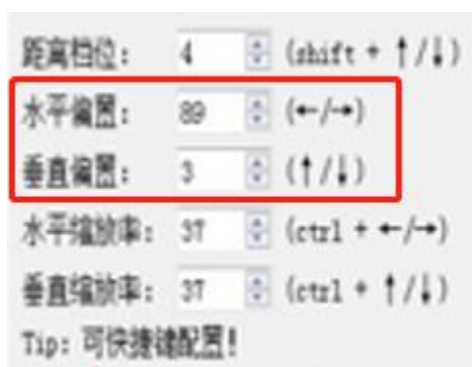 距离档位: 4 (shift + ↑/↓)
水平偏置: 89 (←/→)
垂直偏置: 3 (↑/↓)
水平缩放率: 37 (ctrl + ←/→)
垂直缩放率: 37 (ctrl + ↑/↓)
Tip: 可快捷键配置!